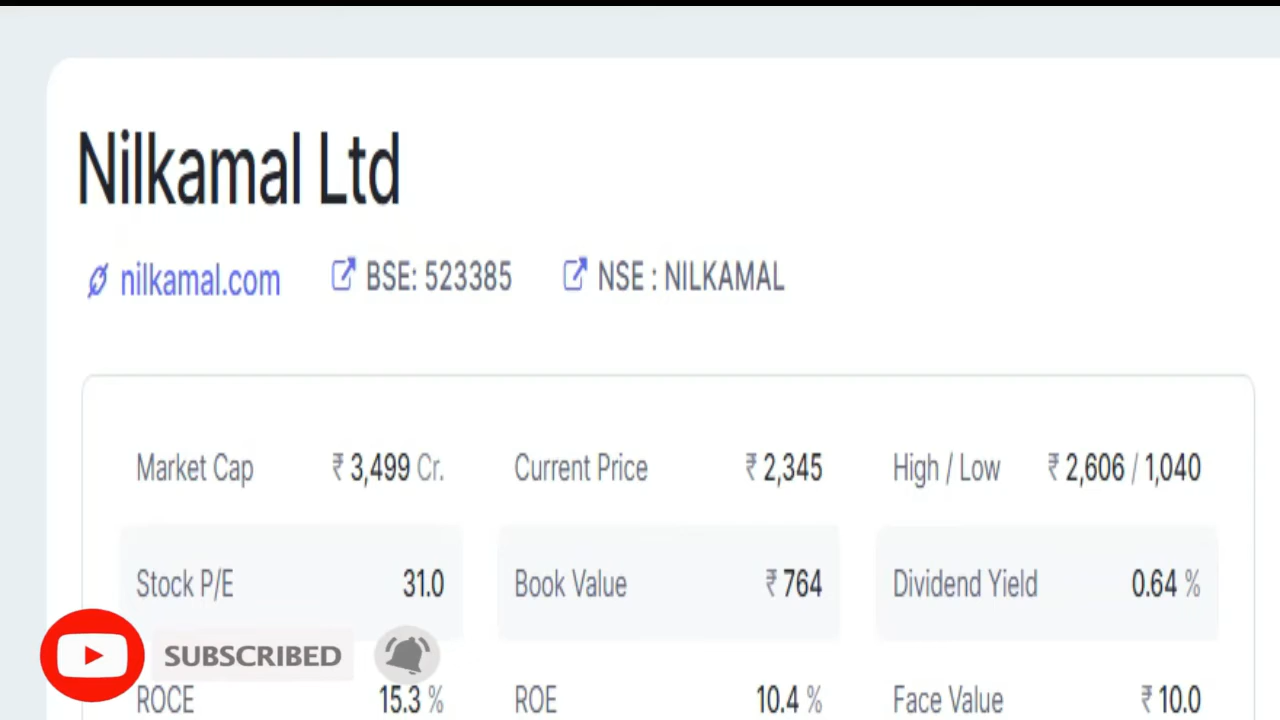 Nilkamal Ltd
nilkamal.com BSE: 523385 NSE : NILKAMAL
Market Cap ₹ 3,499 Cr. Current Price ₹ 2,345 High / Low ₹ 2,606 / 1,040
Stock P/E 31.0 Book Value ₹ 764 Dividend Yield 0.64 %
SUBSCRIBED
ROCE 15.3 % ROE 10.4 % Face Value ₹ 10.0